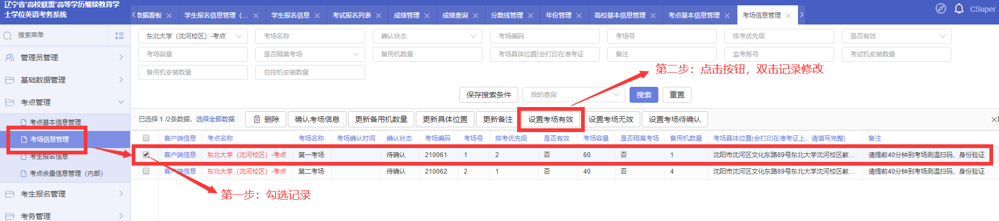 辽宁省‘高校联盟’高等学历继续教育学
士学位英语考务系统
数据看板
学生报名信息管理（...
学生报名信息
考试报名列表
成绩管理
成绩查询
分数线管理
年份管理
高校基本信息管理
考点基本信息管理
考场信息管理
CSuper
搜索菜单
管理员管理
基础数据管理
考点管理
考点基本信息管理
考场信息管理
考生报名信息
考点余量信息管理（内部）
考生报名管理
考务管理
东北大学（沈河校区）-考点
考场名称
确认状态
考场编码
考场号
排考优先级
是否有效
考场容量
是否隔离考场
备用机数量
考场具体位置(会打印在准考证
备注
监考账号
考试机安装数量
备用机安装数量
总控机安装数量
第二步：点击按钮，双击记录修改
保存搜索条件
我的查询
搜索
重置
已选择 1 /2条数据，选择全部数据
删除
确认考场信息
更新备用机数量
更新具体位置
更新备注
设置考场有效
设置考场无效
设置考场待确认
客户端信息 考点名称 考场名称 考场确认时间 确认状态 考场编码 考场号 排考优先级 是否有效 考场容量 是否隔离考场 备用机数量 考场具体位置(会打印在准考证上，请填写完整) 备注
客户端信息 东北大学（沈河校区）-考点 第一考场 待确认 210061 1 2 否 60 否 1 沈阳市沈河区文化东路89号东北大学沈河校区教... 请提前40分钟到考场测温扫码、身份验证
客户端信息 东北大学（沈河校区）-考点 第二考场 待确认 210062 2 1 否 40 否 4 沈阳市沈河区文化东路89号东北大学沈河校区教... 请提前40分钟到考场测温扫码、身份验证
第一步：勾选记录